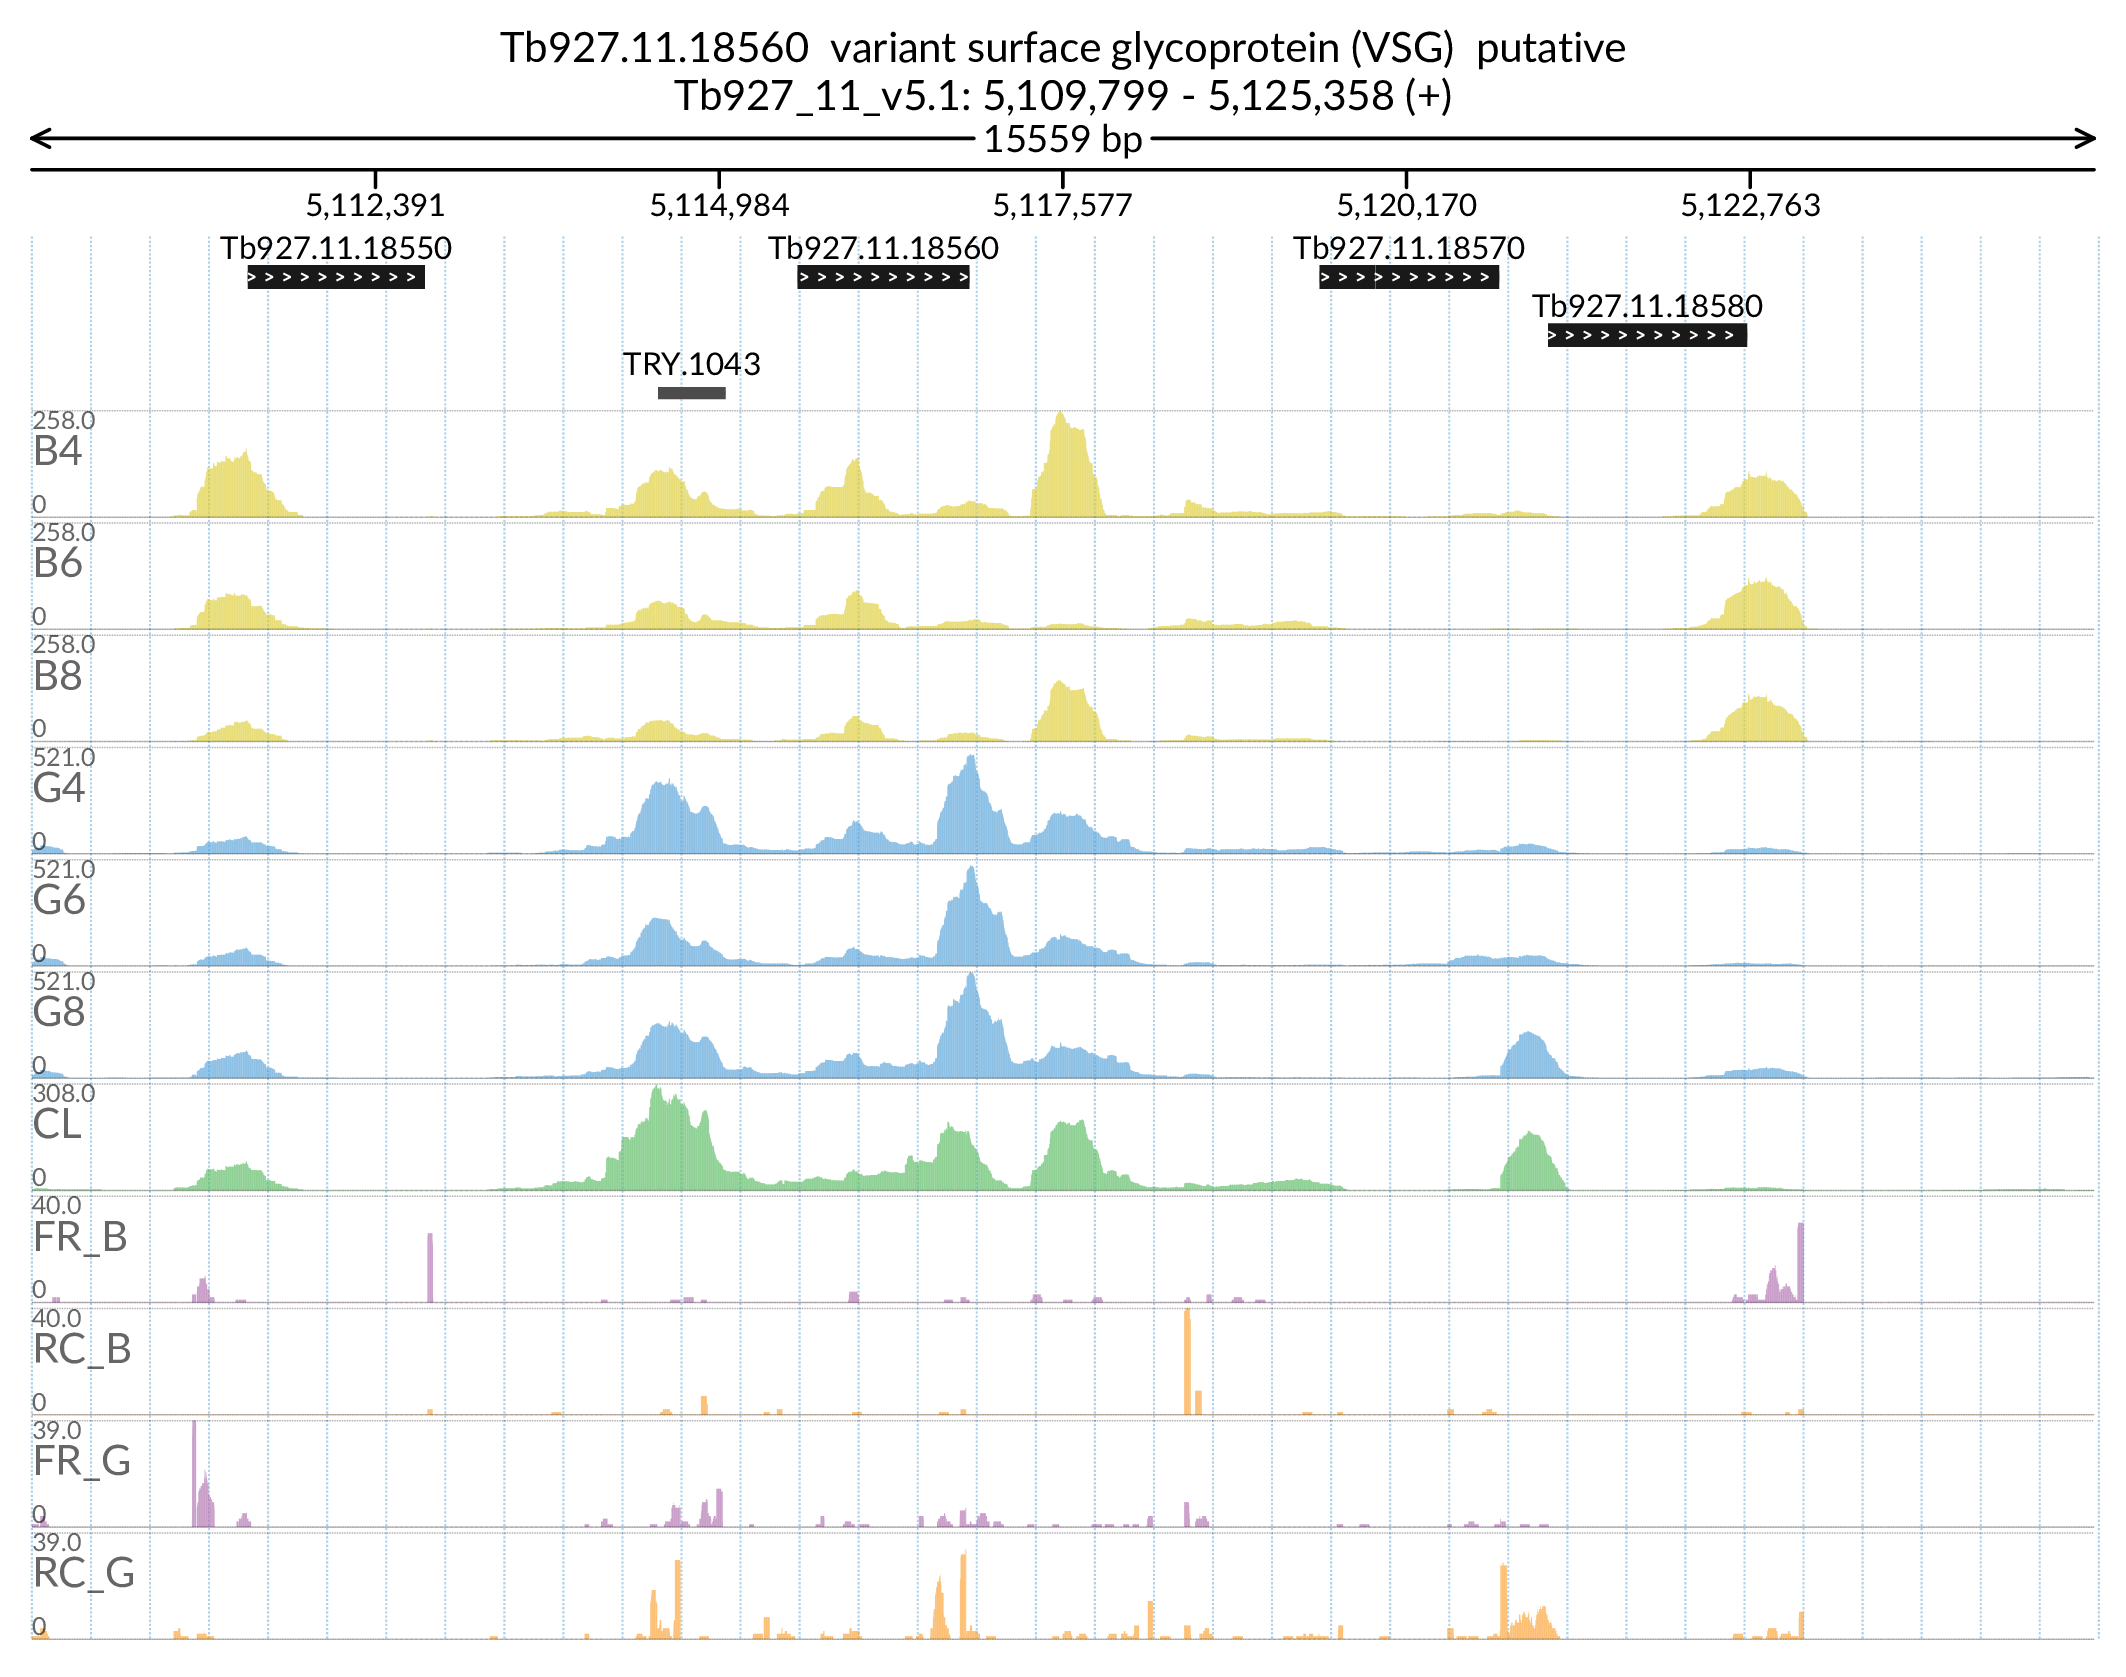 Tb927.11.18560 variant surface glycoprotein (VSG) putative
Tb927_11_v5.1: 5,109,799 - 5,125,358 (+)
15559 bp
5,112,391 5,114,984 5,117,577 5,120,170 5,122,763
Tb927.11.18550 Tb927.11.18560 Tb927.11.18570
Tb927.11.18580
TRY.1043
258.0
B4
0
258.0
B6
0
258.0
B8
0
521.0
G4
0
521.0
G6
0
521.0
G8
0
308.0
CL
0
40.0
FR_B
0
40.0
RC_B
0
39.0
FR_G
0
39.0
RC_G
0